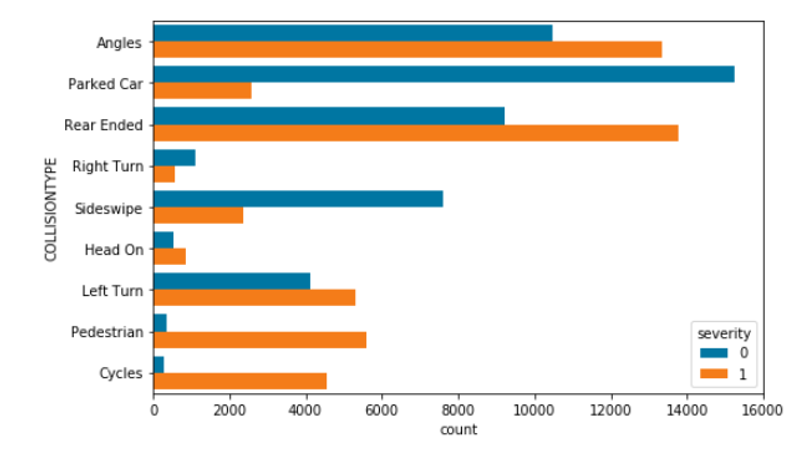 COLLISIONTYPE
Angles
Parked Car
Rear Ended
Right Turn
Sideswipe
Head On
Left Turn
Pedestrian
Cycles
severity
0
1
0 2000 4000 6000 8000 10000 12000 14000 16000
count